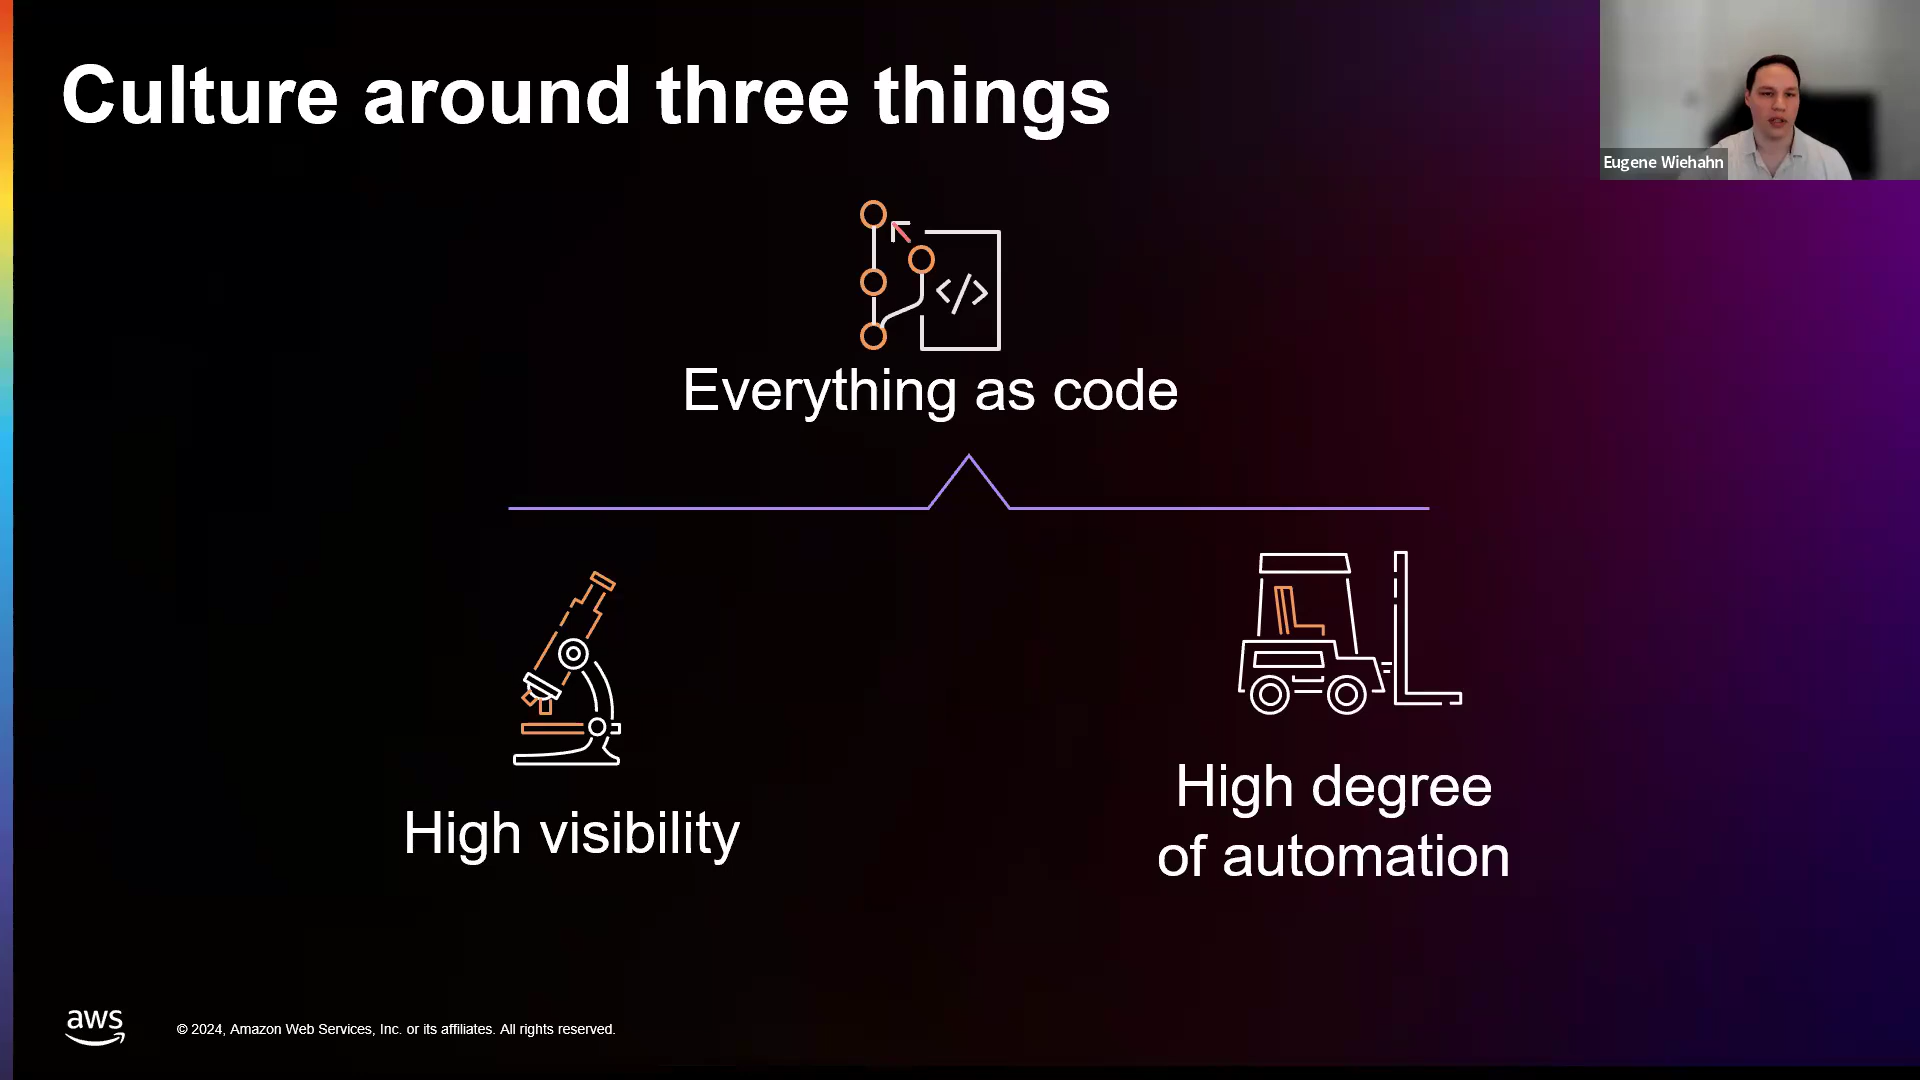 Culture around three things
Eugene Wiehahn
</>
Everything as code
High visibility
High degree
of automation
aws
© 2024, Amazon Web Services, Inc. or its affiliates. All rights reserved.